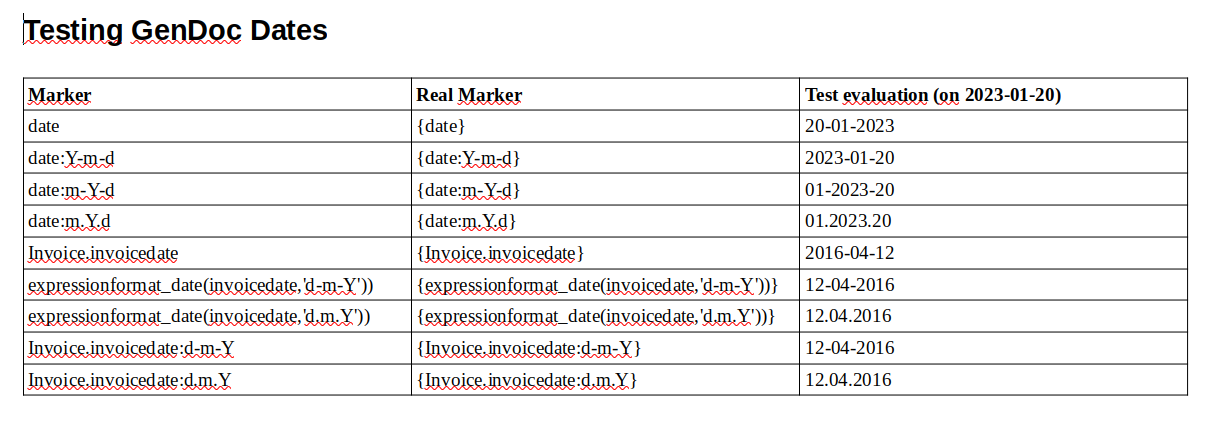 Testing GenDoc Dates
Marker Real Marker Test evaluation (on 2023-01-20)
date {date} 20-01-2023
date:Y-m-d {date:Y-m-d} 2023-01-20
date:m-Y-d {date:m-Y-d} 01-2023-20
date:m.Y.d {date:m.Y.d} 01.2023.20
Invoice.invoicedate {Invoice.invoicedate} 2016-04-12
expressionformat_date(invoicedate,'d-m-Y')) {expressionformat_date(invoicedate,'d-m-Y'))} 12-04-2016
expressionformat_date(invoicedate,'d.m.Y')) {expressionformat_date(invoicedate,'d.m.Y'))} 12.04.2016
Invoice.invoicedate:d-m-Y {Invoice.invoicedate:d-m-Y} 12-04-2016
Invoice.invoicedate:d.m.Y {Invoice.invoicedate:d.m.Y} 12.04.2016